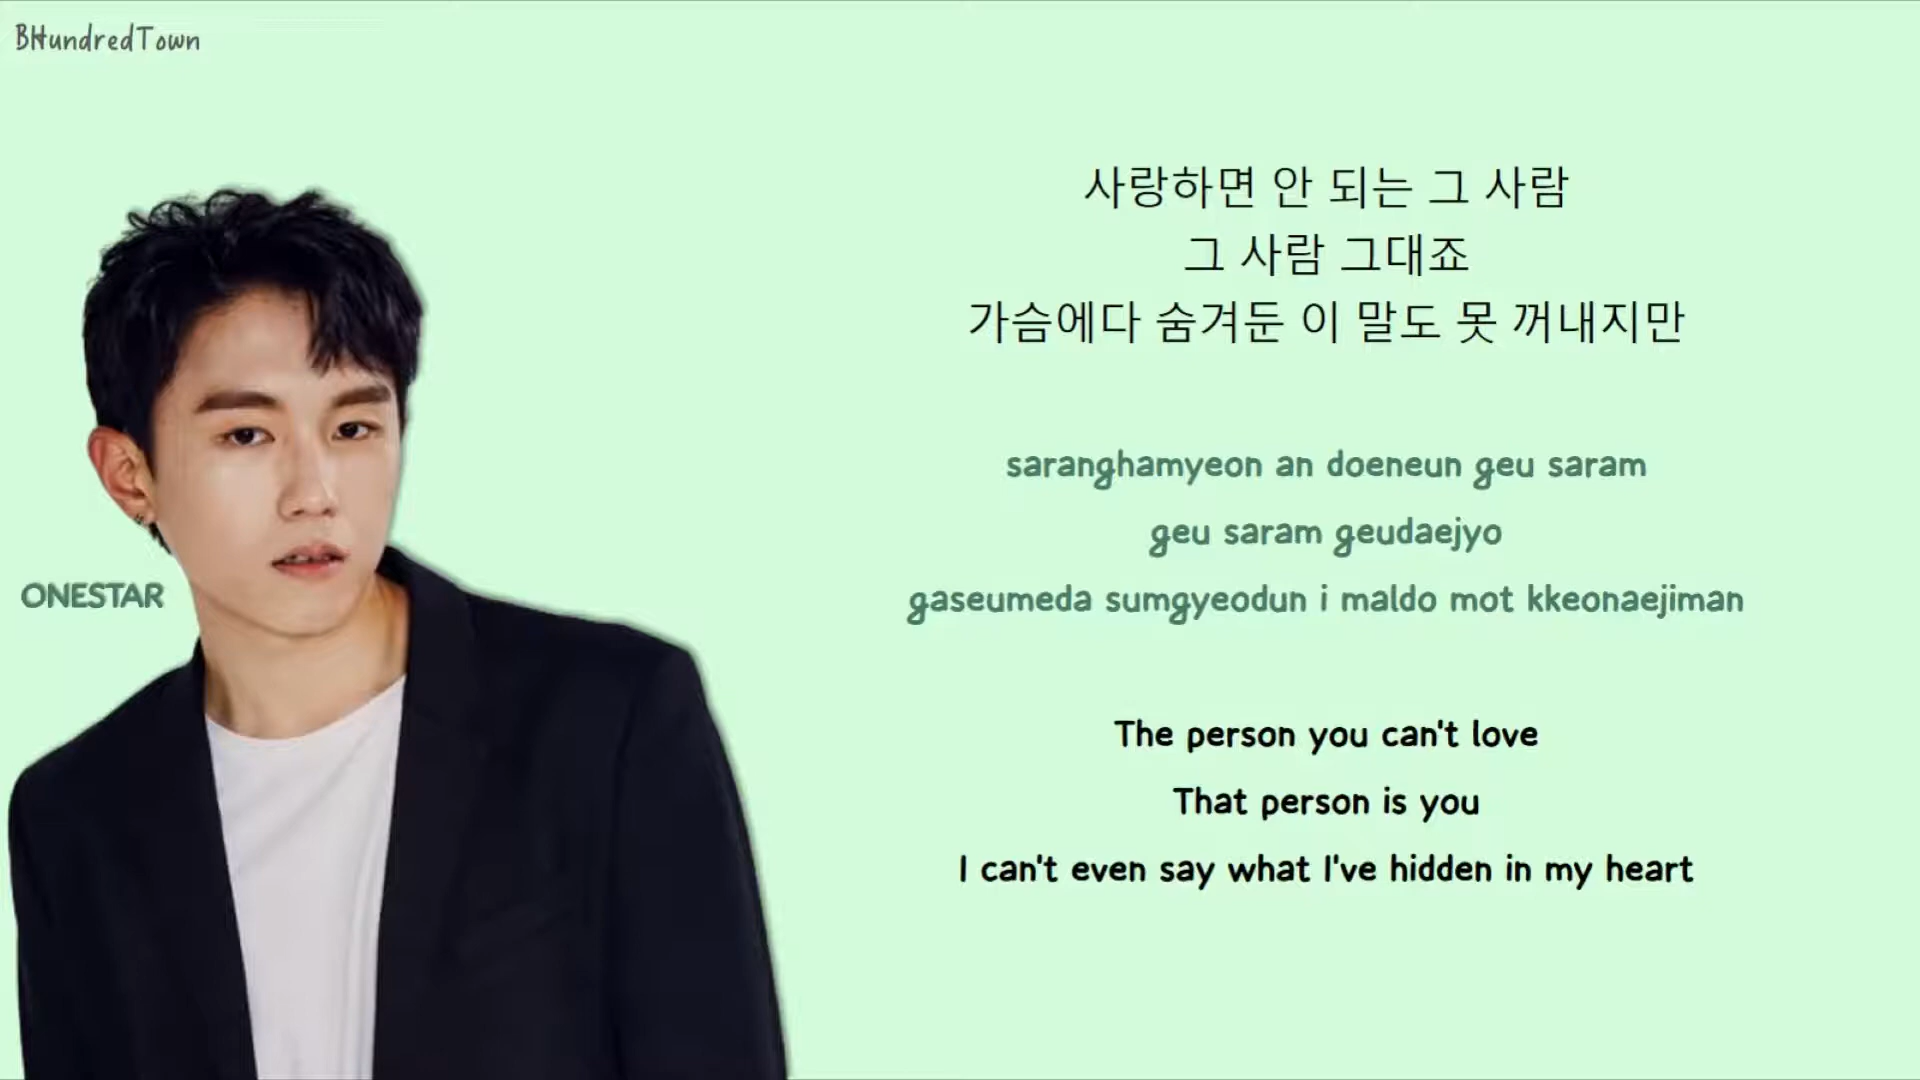 BHundredTown
사랑하면 안 되는 그 사람
그 사람 그대죠
가슴에다 숨겨둔 이 말도 못 꺼내지만
saranghamyeon an doeneun geu saram
geu saram geudaejyo
gaseumeda sumgyeodun i maldo mot kkeonaejiman
ONESTAR
The person you can't love
That person is you
I can't even say what I've hidden in my heart